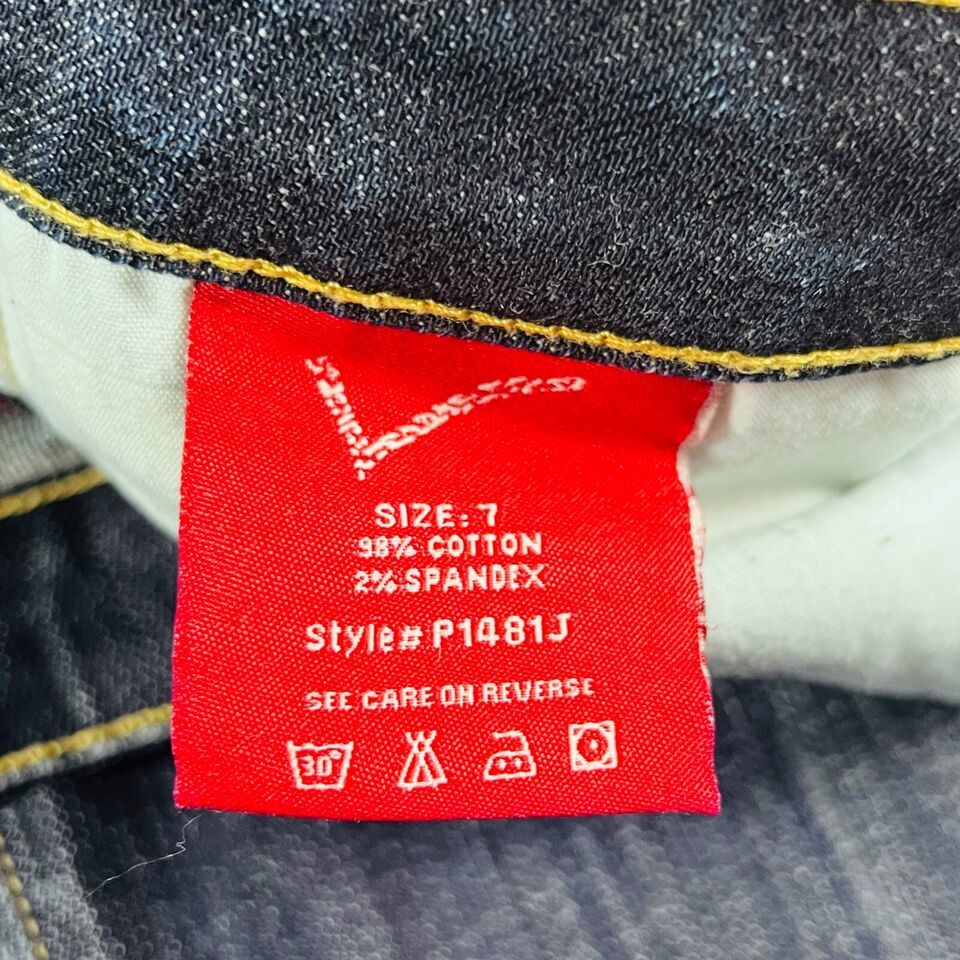 SIZE: 7
98% COTTON
2% SPANDEX
Style# P1481J
SEE CARE ON REVERSE
30°